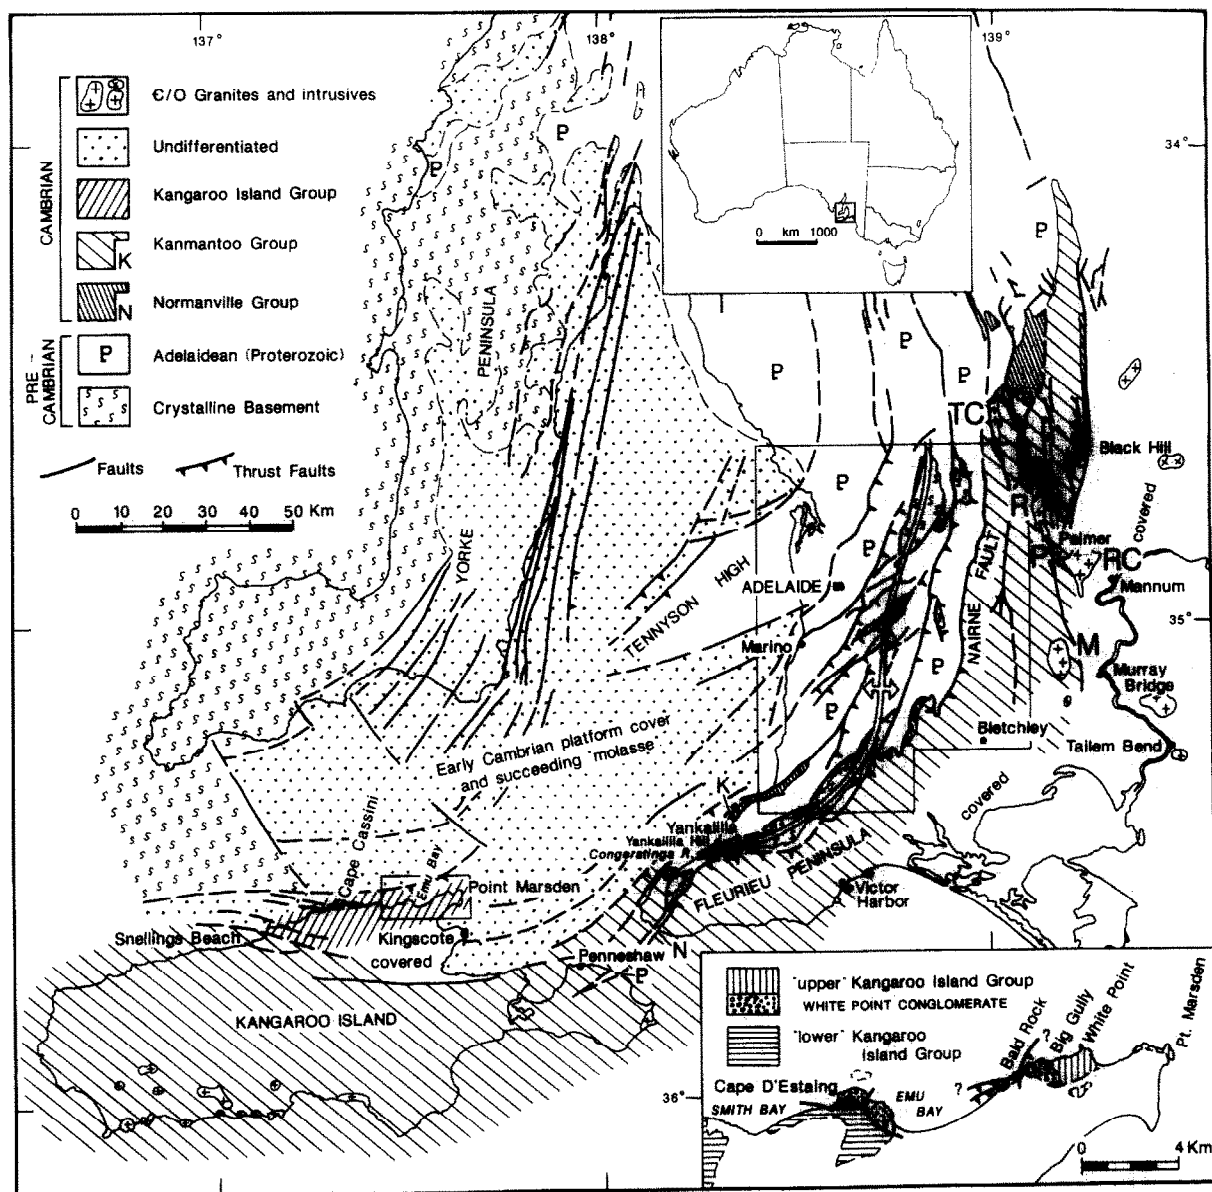 137°
138°
139°
34°
35°
36°
CAMBRIAN
Є/O Granites and intrusives
Undifferentiated
Kangaroo Island Group
K
Kanmantoo Group
N
Normanville Group
PRE
CAMBRIAN
P
Adelaidean (Proterozoic)
Crystalline Basement
Faults
Thrust Faults
0 10 20 30 40 50 Km
0 km 1000
YORKE
PENINSULA
P
P
P
P
P
P
P
P
P
P
P
P
TC
Black Hill
R
P
Palmer
RC
covered
Mannum
M
Murray
Bridge
Tailem Bend
covered
Bletchley
NAIRNE FAULT
TENNYSON HIGH
ADELAIDE
Marino
Early Cambrian platform cover
and succeeding 'molasse'
K
Yankalilla
Yankalilla Hill
Congeratinga R.
FLEURIEU PENINSULA
Victor
Harbor
Cape Cassini
Emu Bay
Point Marsden
Snellings Beach
Kingscote
covered
Penneshaw
N
KANGAROO ISLAND
"upper" Kangaroo
Island Group
WHITE POINT CONGLOMERATE
"lower" Kangaroo
Island Group
Cape D'Estaing
SMITH BAY
EMU
BAY
?
?
Bald Rock
Big Gully
White Point
Pt. Marsden
0 4 Km